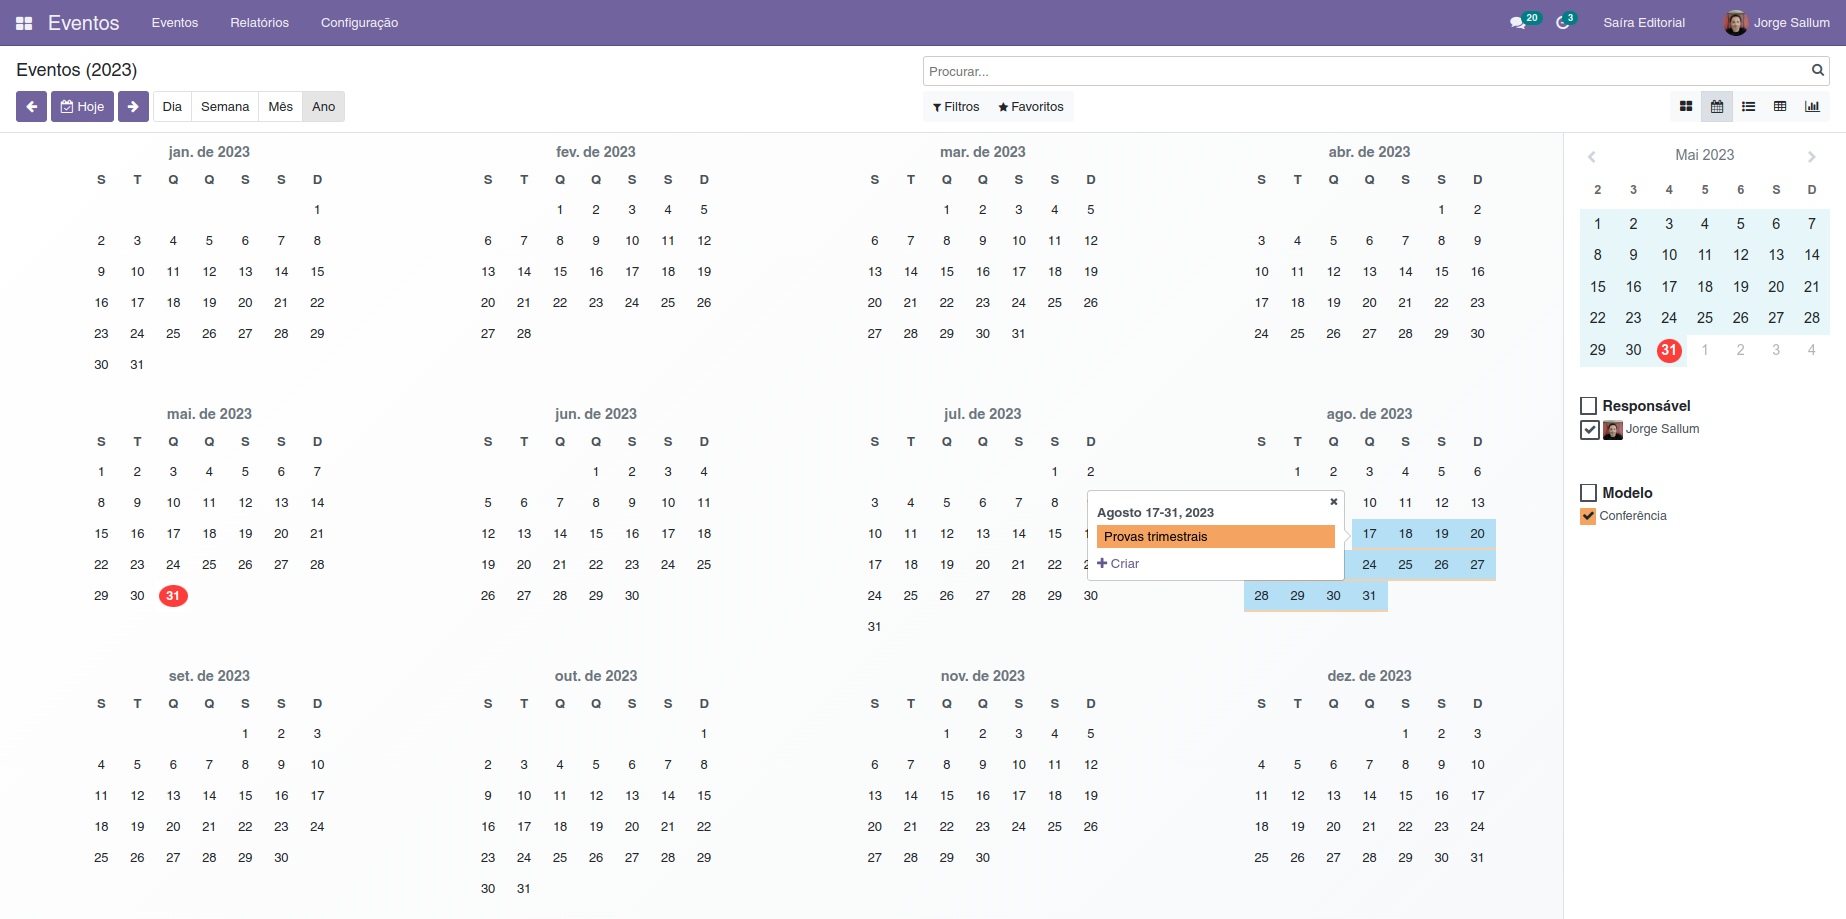 Eventos Eventos Relatórios Configuração 20 3 Saíra Editorial Jorge Sallum
Eventos (2023)
Procurar...
Hoje Dia Semana Mês Ano
Filtros Favoritos
jan. de 2023
S T Q Q S S D
1
2 3 4 5 6 7 8
9 10 11 12 13 14 15
16 17 18 19 20 21 22
23 24 25 26 27 28 29
30 31
fev. de 2023
S T Q Q S S D
1 2 3 4 5
6 7 8 9 10 11 12
13 14 15 16 17 18 19
20 21 22 23 24 25 26
27 28
mar. de 2023
S T Q Q S S D
1 2 3 4 5
6 7 8 9 10 11 12
13 14 15 16 17 18 19
20 21 22 23 24 25 26
27 28 29 30 31
abr. de 2023
S T Q Q S S D
1 2
3 4 5 6 7 8 9
10 11 12 13 14 15 16
17 18 19 20 21 22 23
24 25 26 27 28 29 30
mai. de 2023
S T Q Q S S D
1 2 3 4 5 6 7
8 9 10 11 12 13 14
15 16 17 18 19 20 21
22 23 24 25 26 27 28
29 30 31
jun. de 2023
S T Q Q S S D
1 2 3 4
5 6 7 8 9 10 11
12 13 14 15 16 17 18
19 20 21 22 23 24 25
26 27 28 29 30
jul. de 2023
S T Q Q S S D
1 2
3 4 5 6 7 8
10 11 12 13 14 15
17 18 19 20 21 22
24 25 26 27 28 29 30
31
ago. de 2023
S T Q Q S S D
1 2 3 4 5 6
10 11 12 13
17 18 19 20
24 25 26 27
28 29 30 31
Agosto 17-31, 2023
Provas trimestrais
Criar
set. de 2023
S T Q Q S S D
1 2 3
4 5 6 7 8 9 10
11 12 13 14 15 16 17
18 19 20 21 22 23 24
25 26 27 28 29 30
out. de 2023
S T Q Q S S D
1
2 3 4 5 6 7 8
9 10 11 12 13 14 15
16 17 18 19 20 21 22
23 24 25 26 27 28 29
30 31
nov. de 2023
S T Q Q S S D
1 2 3 4 5
6 7 8 9 10 11 12
13 14 15 16 17 18 19
20 21 22 23 24 25 26
27 28 29 30
dez. de 2023
S T Q Q S S D
1 2 3
4 5 6 7 8 9 10
11 12 13 14 15 16 17
18 19 20 21 22 23 24
25 26 27 28 29 30 31
Mai 2023
2 3 4 5 6 S D
1 2 3 4 5 6 7
8 9 10 11 12 13 14
15 16 17 18 19 20 21
22 23 24 25 26 27 28
29 30 31 1 2 3 4
Responsável
Jorge Sallum
Modelo
Conferência